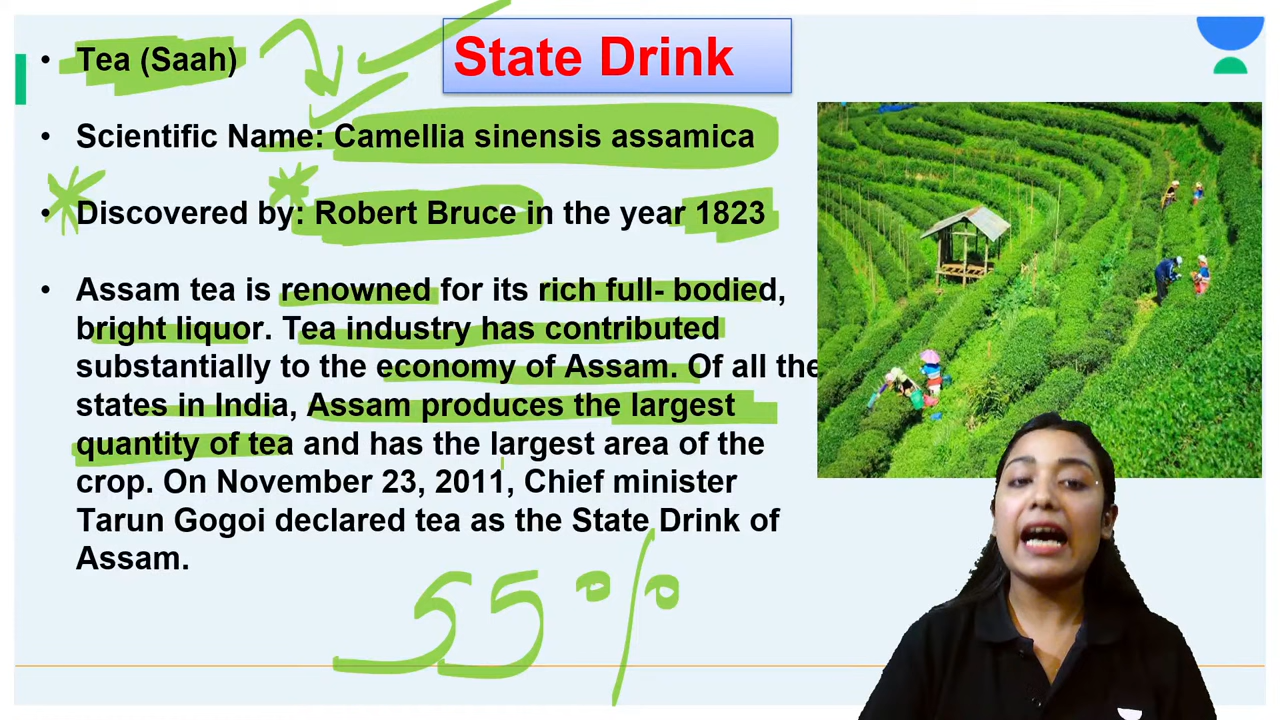 State Drink
• Tea (Saah)
• Scientific Name: Camellia sinensis assamica
• Discovered by: Robert Bruce in the year 1823
• Assam tea is renowned for its rich full- bodied,
bright liquor. Tea industry has contributed
substantially to the economy of Assam. Of all the
states in India, Assam produces the largest
quantity of tea and has the largest area of the
crop. On November 23, 2011, Chief minister
Tarun Gogoi declared tea as the State Drink of
Assam.
55%